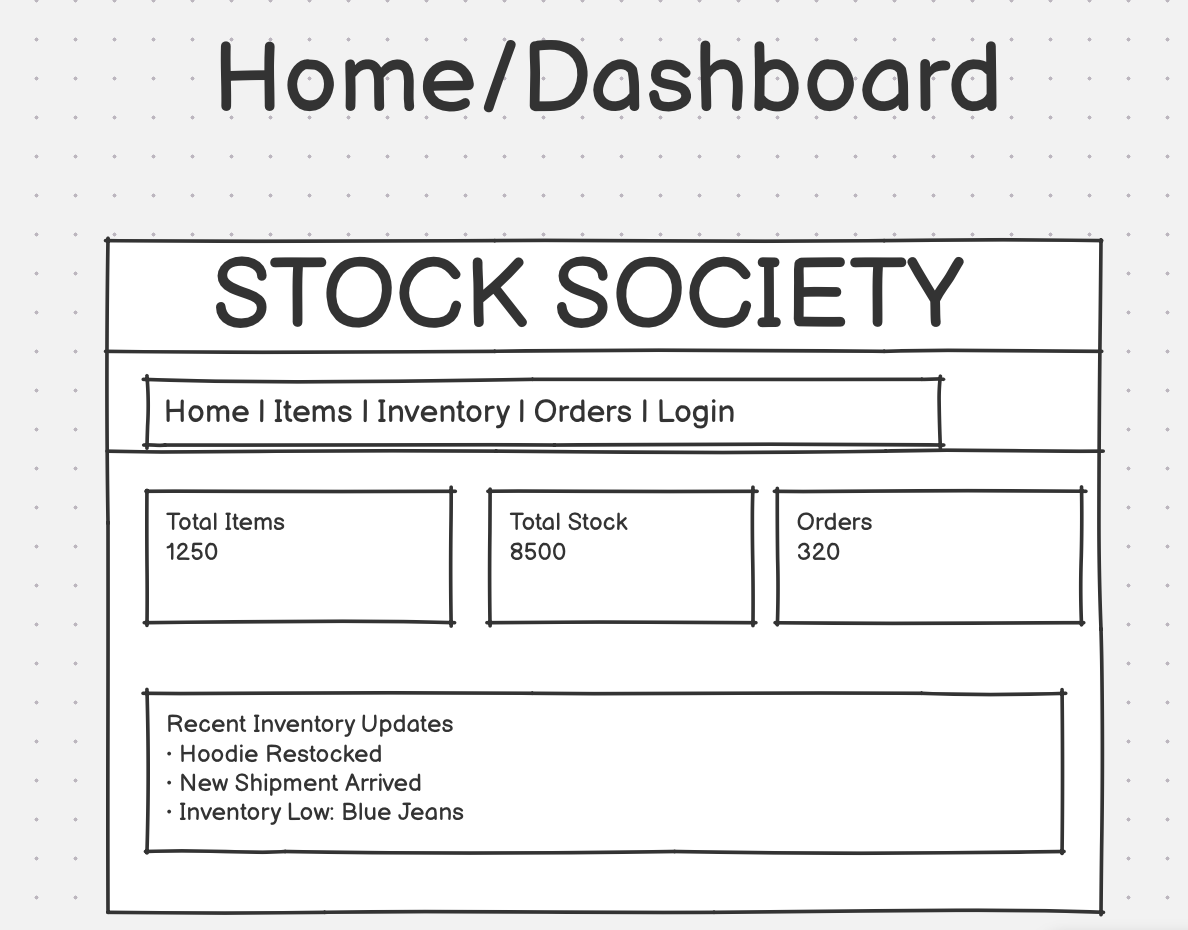 Home/Dashboard
STOCK SOCIETY
Home | Items | Inventory | Orders | Login
Total Items
1250
Total Stock
8500
Orders
320
Recent Inventory Updates
· Hoodie Restocked
· New Shipment Arrived
· Inventory Low: Blue Jeans